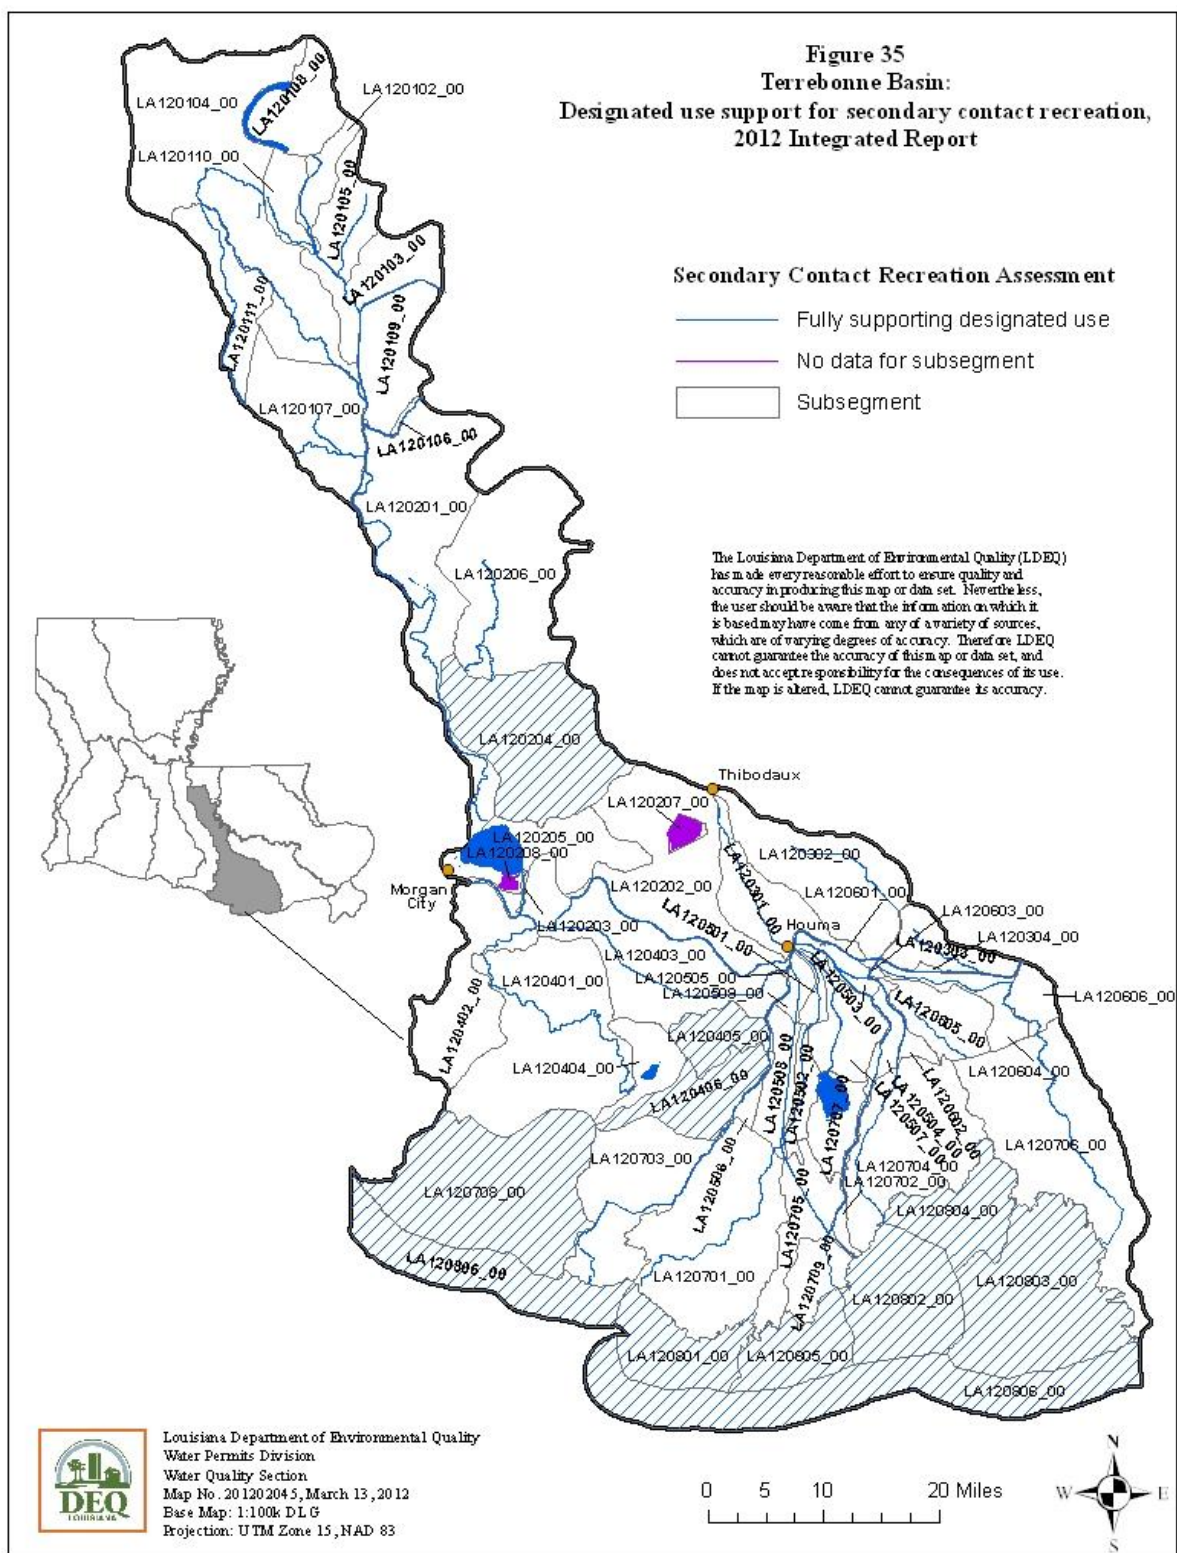 Figure 35
Terrebonne Basin:
Designated use support for secondary contact recreation,
2012 Integrated Report
LA120108_00
LA120102_00
LA120104_00
LA120110_00
LA120105_00
LA120103_00
LA120111_00
LA120109_00
LA120107_00
LA120106_00
Secondary Contact Recreation Assessment
Fully supporting designated use
No data for subsegment
Subsegment
LA120201_00
LA120206_00
The Louisiana Department of Environmental Quality (LDEQ)
has made every reasonable effort to ensure quality and
accuracy in producing this map or data set. Nevertheless,
the user should be aware that the information on which it
is based may have come from any of a variety of sources,
which are of varying degrees of accuracy. Therefore LDEQ
cannot guarantee the accuracy of this map or data set, and
does not accept responsibility for the consequences of its use.
If the map is altered, LDEQ cannot guarantee its accuracy.
LA120204_00
Thibodaux
LA120207_00
LA120205_00
LA120208_00
LA120302_00
Morgan
City
LA120202_00
LA120301_00
LA120601_00
LA120203_00
LA120501_00
Houma
LA120603_00
LA120304_00
LA120303_00
LA120403_00
LA120401_00
LA120505_00
LA120509_00
LA120503_00
LA120606_00
LA120402_00
LA120605_00
LA120405_00
LA120404_00
LA120406_00
LA120508_00
LA120502_00
LA120707_00
LA120604_00
LA120602_00
LA120504_00
LA120507_00
LA120706_00
LA120703_00
LA120506_00
LA120704_00
LA120702_00
LA120708_00
LA120705_00
LA120804_00
LA120806_00
LA120701_00
LA120709_00
LA120803_00
LA120802_00
LA120801_00
LA120805_00
LA120806_00
DEQ
LOUISIANA
Louisiana Department of Environmental Quality
Water Permits Division
Water Quality Section
Map No. 201202045, March 13, 2012
Base Map: 1:100k DLG
Projection: UTM Zone 15, NAD 83
0 5 10 20 Miles
N
W E
S